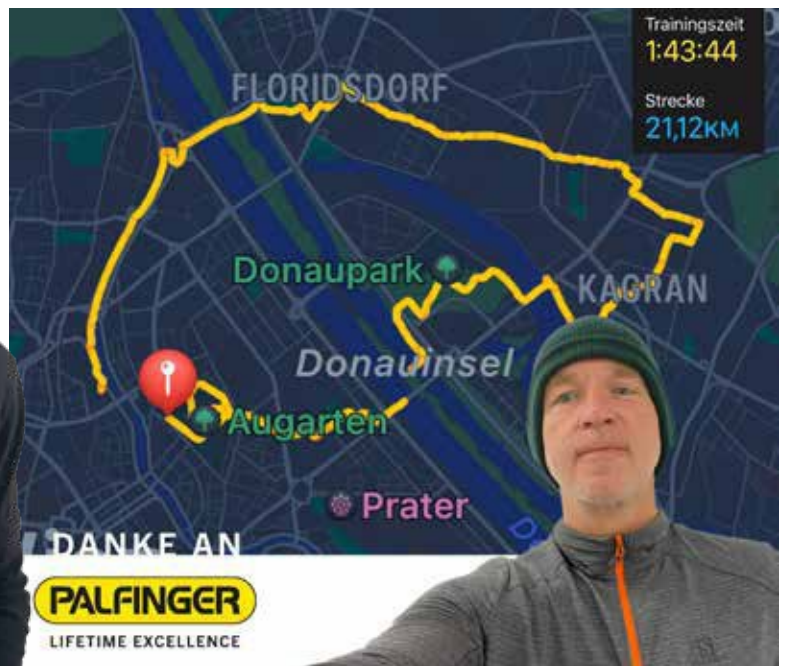 Trainingszeit
1:43:44
Strecke
21,12KM
FLORIDSDORF
Donaupark
KAGRAN
Donauinsel
Augarten
Prater
DANKE AN
PALFINGER
LIFETIME EXCELLENCE